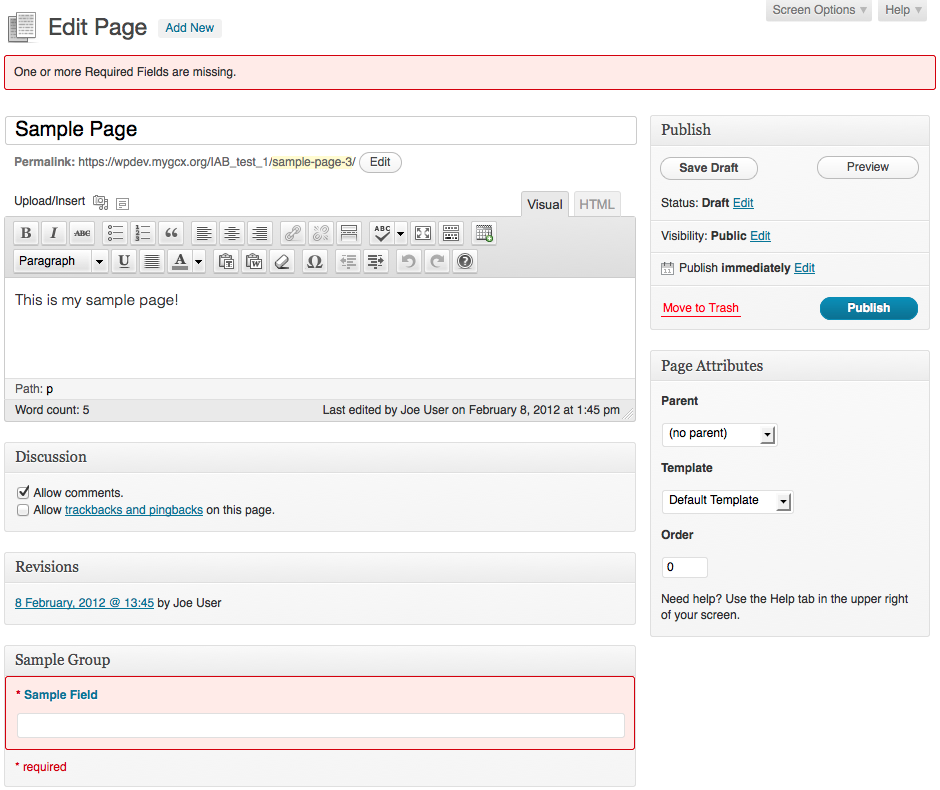 Screen Options Help
Edit Page Add New
One or more Required Fields are missing.
Sample Page
Permalink: https://wpdev.mygcx.org/IAB_test_1/sample-page-3/ Edit
Upload/Insert
Visual HTML
B I ABC ABC
Paragraph U A T W Ω ?
This is my sample page!
Path: p
Word count: 5 Last edited by Joe User on February 8, 2012 at 1:45 pm
Discussion
Allow comments.
Allow trackbacks and pingbacks on this page.
Revisions
8 February, 2012 @ 13:45 by Joe User
Sample Group
* Sample Field
* required
Publish
Save Draft Preview
Status: Draft Edit
Visibility: Public Edit
11 Publish immediately Edit
Move to Trash Publish
Page Attributes
Parent
(no parent)
Template
Default Template
Order
0
Need help? Use the Help tab in the upper right
of your screen.